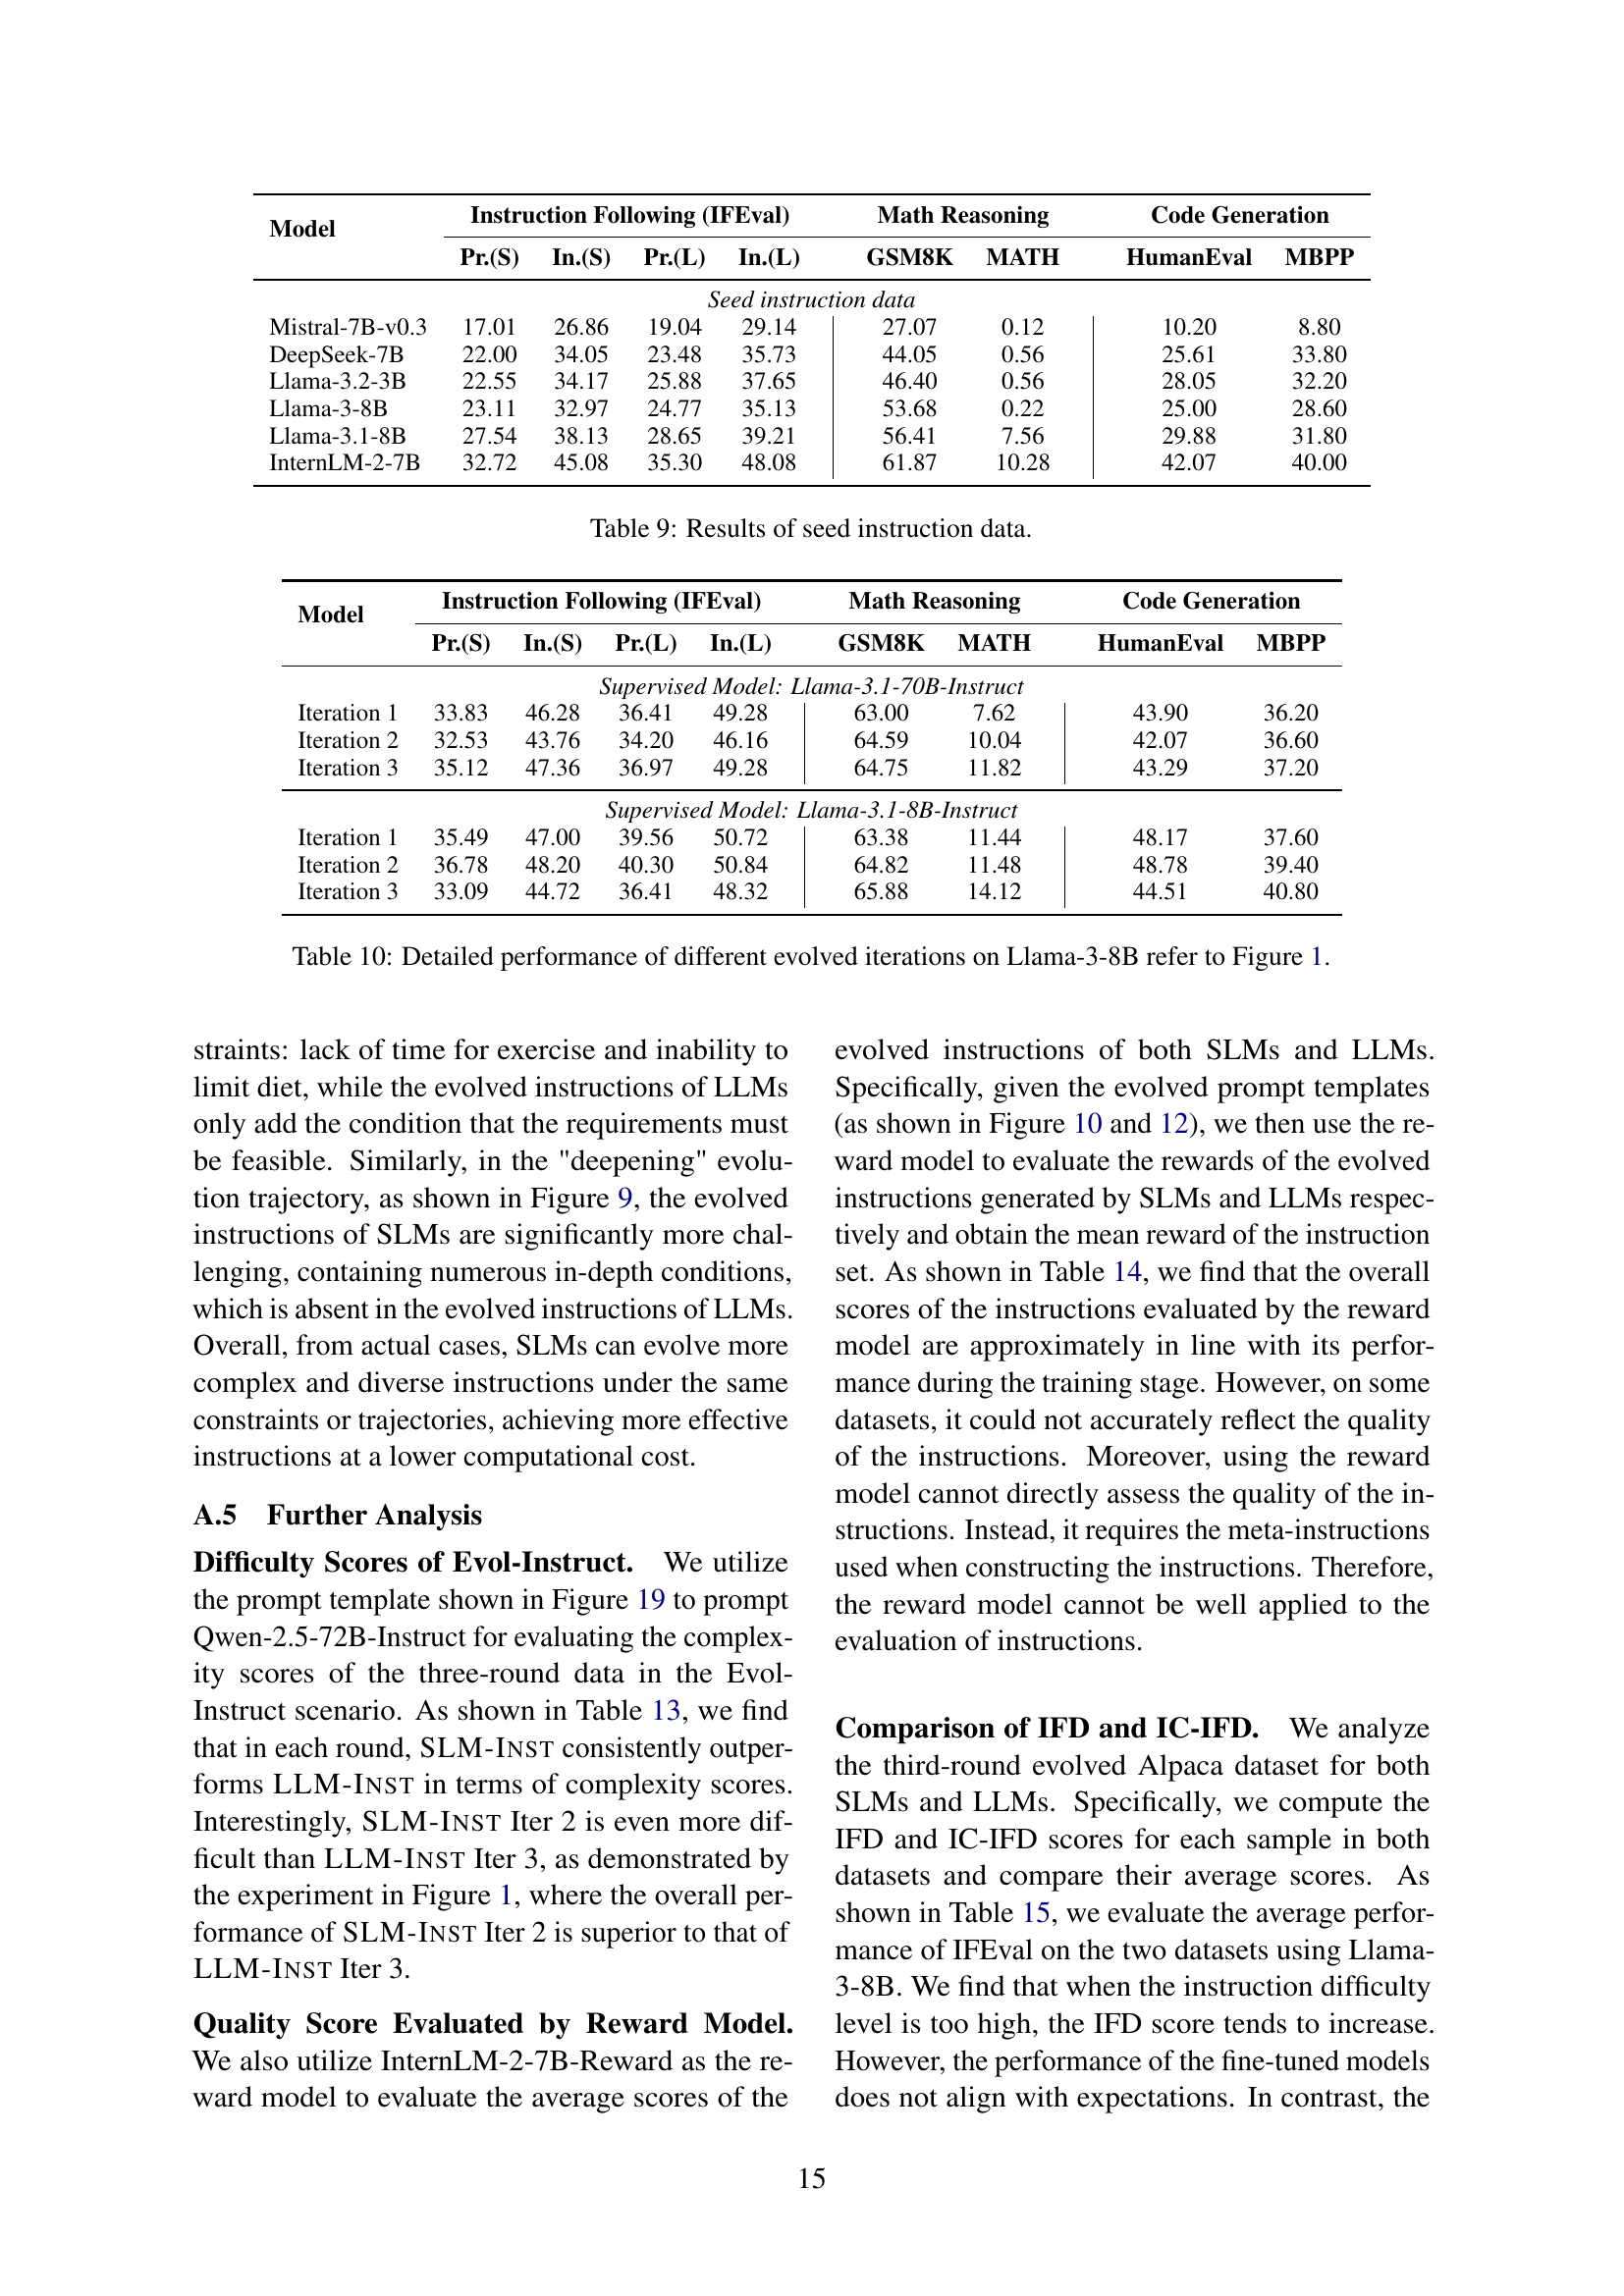 Model Instruction Following (IFEval) Math Reasoning Code Generation
Pr.(S) In.(S) Pr.(L) In.(L) GSM8K MATH HumanEval MBPP
Seed instruction data
Mistral-7B-v0.3 17.01 26.86 19.04 29.14 27.07 0.12 10.20 8.80
DeepSeek-7B 22.00 34.05 23.48 35.73 44.05 0.56 25.61 33.80
Llama-3.2-3B 22.55 34.17 25.88 37.65 46.40 0.56 28.05 32.20
Llama-3-8B 23.11 32.97 24.77 35.13 53.68 0.22 25.00 28.60
Llama-3.1-8B 27.54 38.13 28.65 39.21 56.41 7.56 29.88 31.80
InternLM-2-7B 32.72 45.08 35.30 48.08 61.87 10.28 42.07 40.00
Table 9: Results of seed instruction data.
Model Instruction Following (IFEval) Math Reasoning Code Generation
Pr.(S) In.(S) Pr.(L) In.(L) GSM8K MATH HumanEval MBPP
Supervised Model: Llama-3.1-70B-Instruct
Iteration 1 33.83 46.28 36.41 49.28 63.00 7.62 43.90 36.20
Iteration 2 32.53 43.76 34.20 46.16 64.59 10.04 42.07 36.60
Iteration 3 35.12 47.36 36.97 49.28 64.75 11.82 43.29 37.20
Supervised Model: Llama-3.1-8B-Instruct
Iteration 1 35.49 47.00 39.56 50.72 63.38 11.44 48.17 37.60
Iteration 2 36.78 48.20 40.30 50.84 64.82 11.48 48.78 39.40
Iteration 3 33.09 44.72 36.41 48.32 65.88 14.12 44.51 40.80
Table 10: Detailed performance of different evolved iterations on Llama-3-8B refer to Figure 1.
straints: lack of time for exercise and inability to
limit diet, while the evolved instructions of LLMs
only add the condition that the requirements must
be feasible. Similarly, in the "deepening" evolu-
tion trajectory, as shown in Figure 9, the evolved
instructions of SLMs are significantly more chal-
lenging, containing numerous in-depth conditions,
which is absent in the evolved instructions of LLMs.
Overall, from actual cases, SLMs can evolve more
complex and diverse instructions under the same
constraints or trajectories, achieving more effective
instructions at a lower computational cost.
A.5 Further Analysis
Difficulty Scores of Evol-Instruct. We utilize
the prompt template shown in Figure 19 to prompt
Qwen-2.5-72B-Instruct for evaluating the complex-
ity scores of the three-round data in the Evol-
Instruct scenario. As shown in Table 13, we find
that in each round, SLM-INST consistently outper-
forms LLM-INST in terms of complexity scores.
Interestingly, SLM-INST Iter 2 is even more dif-
ficult than LLM-INST Iter 3, as demonstrated by
the experiment in Figure 1, where the overall per-
formance of SLM-INST Iter 2 is superior to that of
LLM-INST Iter 3.
Quality Score Evaluated by Reward Model.
We also utilize InternLM-2-7B-Reward as the re-
ward model to evaluate the average scores of the
evolved instructions of both SLMs and LLMs.
Specifically, given the evolved prompt templates
(as shown in Figure 10 and 12), we then use the re-
ward model to evaluate the rewards of the evolved
instructions generated by SLMs and LLMs respec-
tively and obtain the mean reward of the instruction
set. As shown in Table 14, we find that the overall
scores of the instructions evaluated by the reward
model are approximately in line with its perfor-
mance during the training stage. However, on some
datasets, it could not accurately reflect the quality
of the instructions. Moreover, using the reward
model cannot directly assess the quality of the in-
structions. Instead, it requires the meta-instructions
used when constructing the instructions. Therefore,
the reward model cannot be well applied to the
evaluation of instructions.
Comparison of IFD and IC-IFD. We analyze
the third-round evolved Alpaca dataset for both
SLMs and LLMs. Specifically, we compute the
IFD and IC-IFD scores for each sample in both
datasets and compare their average scores. As
shown in Table 15, we evaluate the average perfor-
mance of IFEval on the two datasets using Llama-
3-8B. We find that when the instruction difficulty
level is too high, the IFD score tends to increase.
However, the performance of the fine-tuned models
does not align with expectations. In contrast, the
15